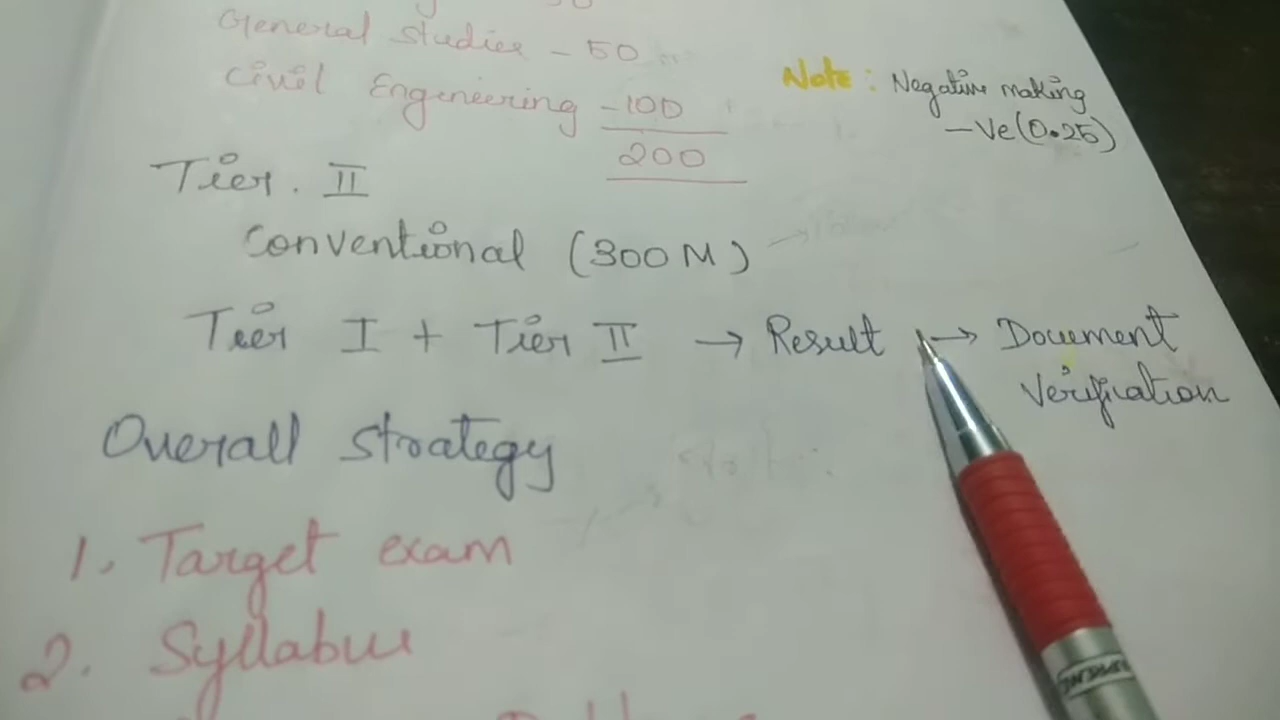 General studies - 50
Civil Engineering - 100
200
Note: Negative making
-Ve (0.25)
Tier. II
Conventional (300 M)
Tier I + Tier II → Result → Document
Verification
Overall strategy
1. Target exam
2. Syllabus